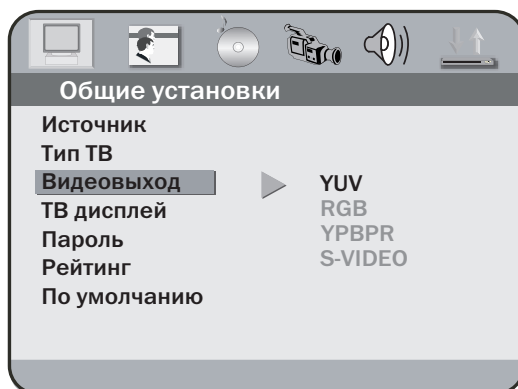 Общие установки
Источник
Тип ТВ
Видеовыход
ТВ дисплей
Пароль
Рейтинг
По умолчанию
YUV
RGB
YPBPR
S-VIDEO